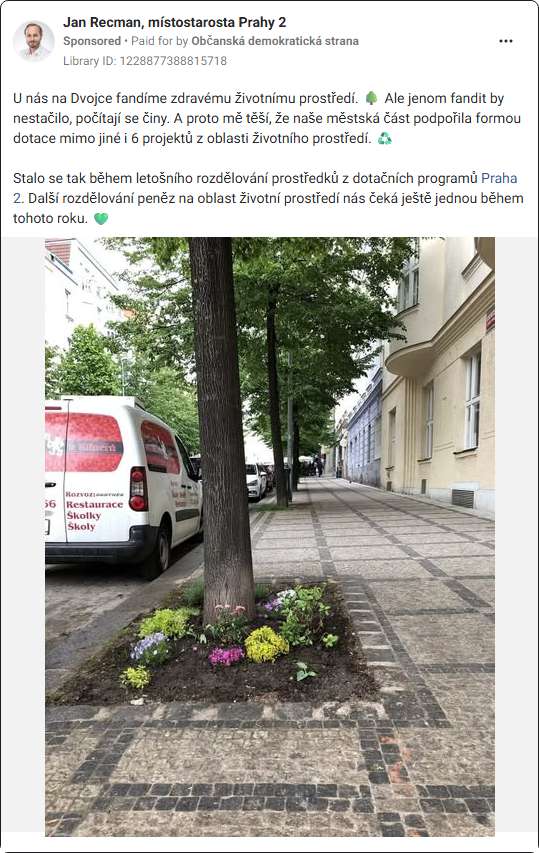 Jan Recman, místostarosta Prahy 2
Sponsored • Paid for by Občanská demokratická strana
Library ID: 1228877388815718
U nás na Dvojce fandíme zdravému životnímu prostředí. 🌳 Ale jenom fandit by
nestačilo, počítají se činy. A proto mě těší, že naše městská část podpořila formou
dotace mimo jiné i 6 projektů z oblasti životního prostředí. ♻️
Stalo se tak během letošního rozdělování prostředků z dotačních programů Praha
2. Další rozdělování peněz na oblast životní prostředí nás čeká ještě jednou během
tohoto roku. 💚
Rozvoz:
Restaurace
Školky
Školy